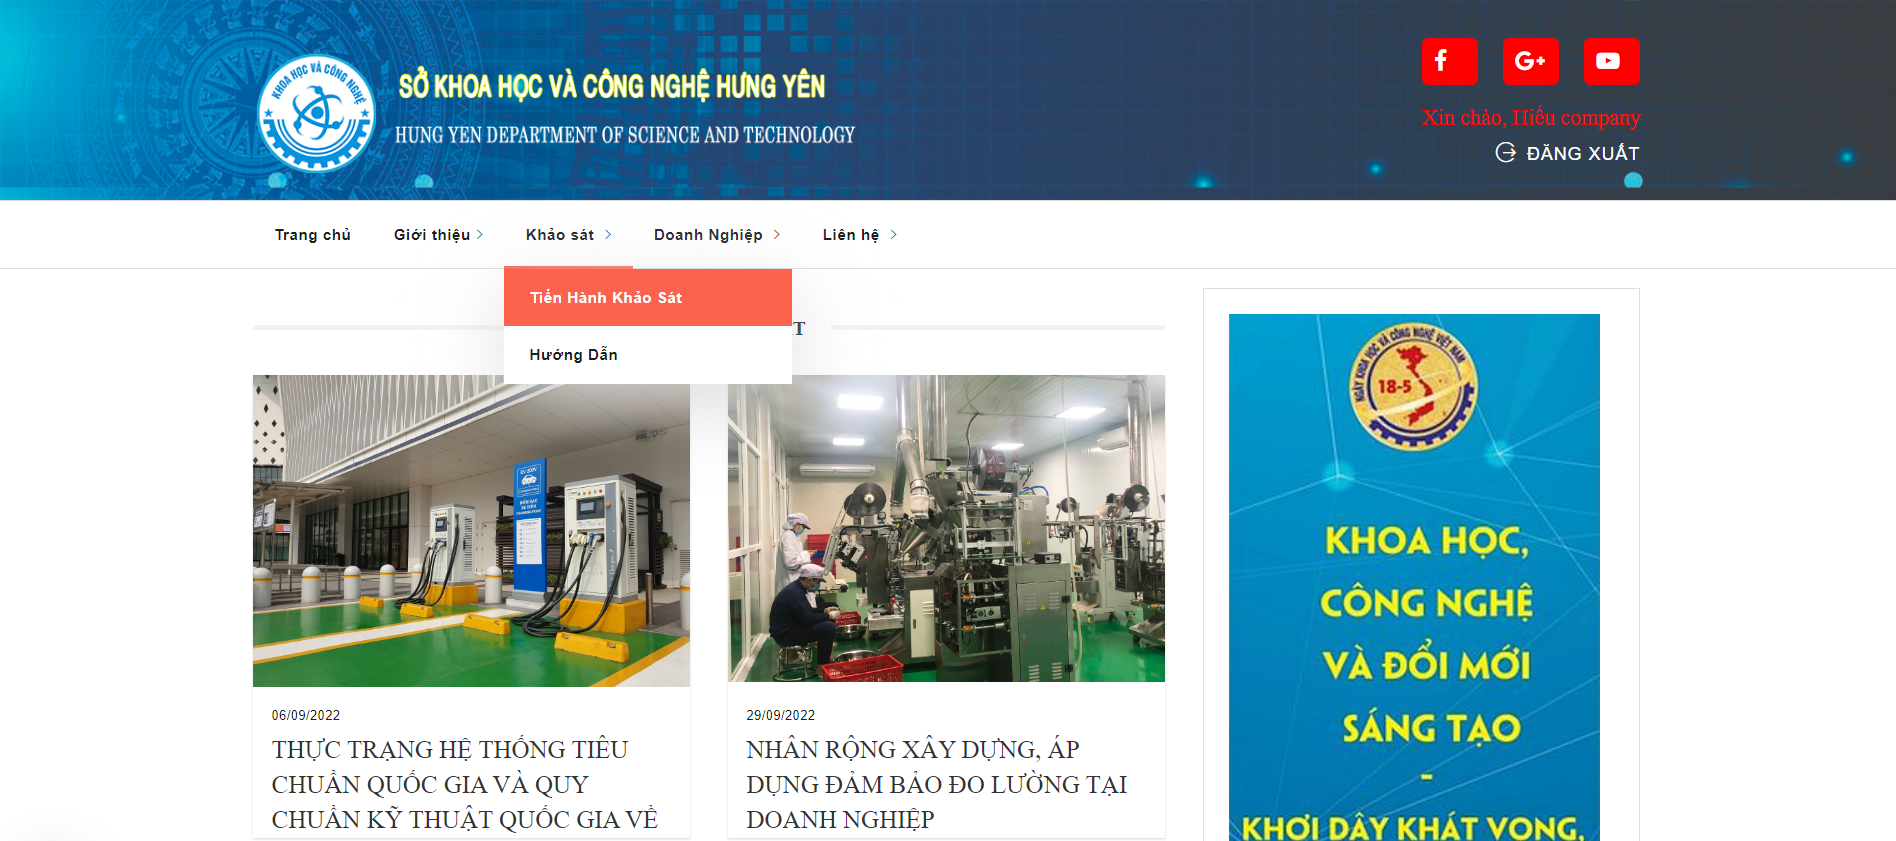 KHOA HỌC VÀ CÔNG NGHỆ
SỞ KHOA HỌC VÀ CÔNG NGHỆ HƯNG YÊN
HUNG YEN DEPARTMENT OF SCIENCE AND TECHNOLOGY
Xin chào, Hiếu company
ĐĂNG XUẤT
Trang chủ
Giới thiệu
Khảo sát
Doanh Nghiệp
Liên hệ
Tiến Hành Khảo Sát
Hướng Dẫn
T
06/09/2022
THỰC TRẠNG HỆ THỐNG TIÊU
CHUẨN QUỐC GIA VÀ QUY
CHUẨN KỸ THUẬT QUỐC GIA VỀ
29/09/2022
NHÂN RỘNG XÂY DỰNG, ÁP
DỤNG ĐẢM BẢO ĐO LƯỜNG TẠI
DOANH NGHIỆP
NGÀY KHOA HỌC VÀ CÔNG NGHỆ VIỆT NAM
18-5
KHOA HỌC,
CÔNG NGHỆ
VÀ ĐỔI MỚI
SÁNG TẠO
-
KHƠI DẬY KHÁT VỌNG,